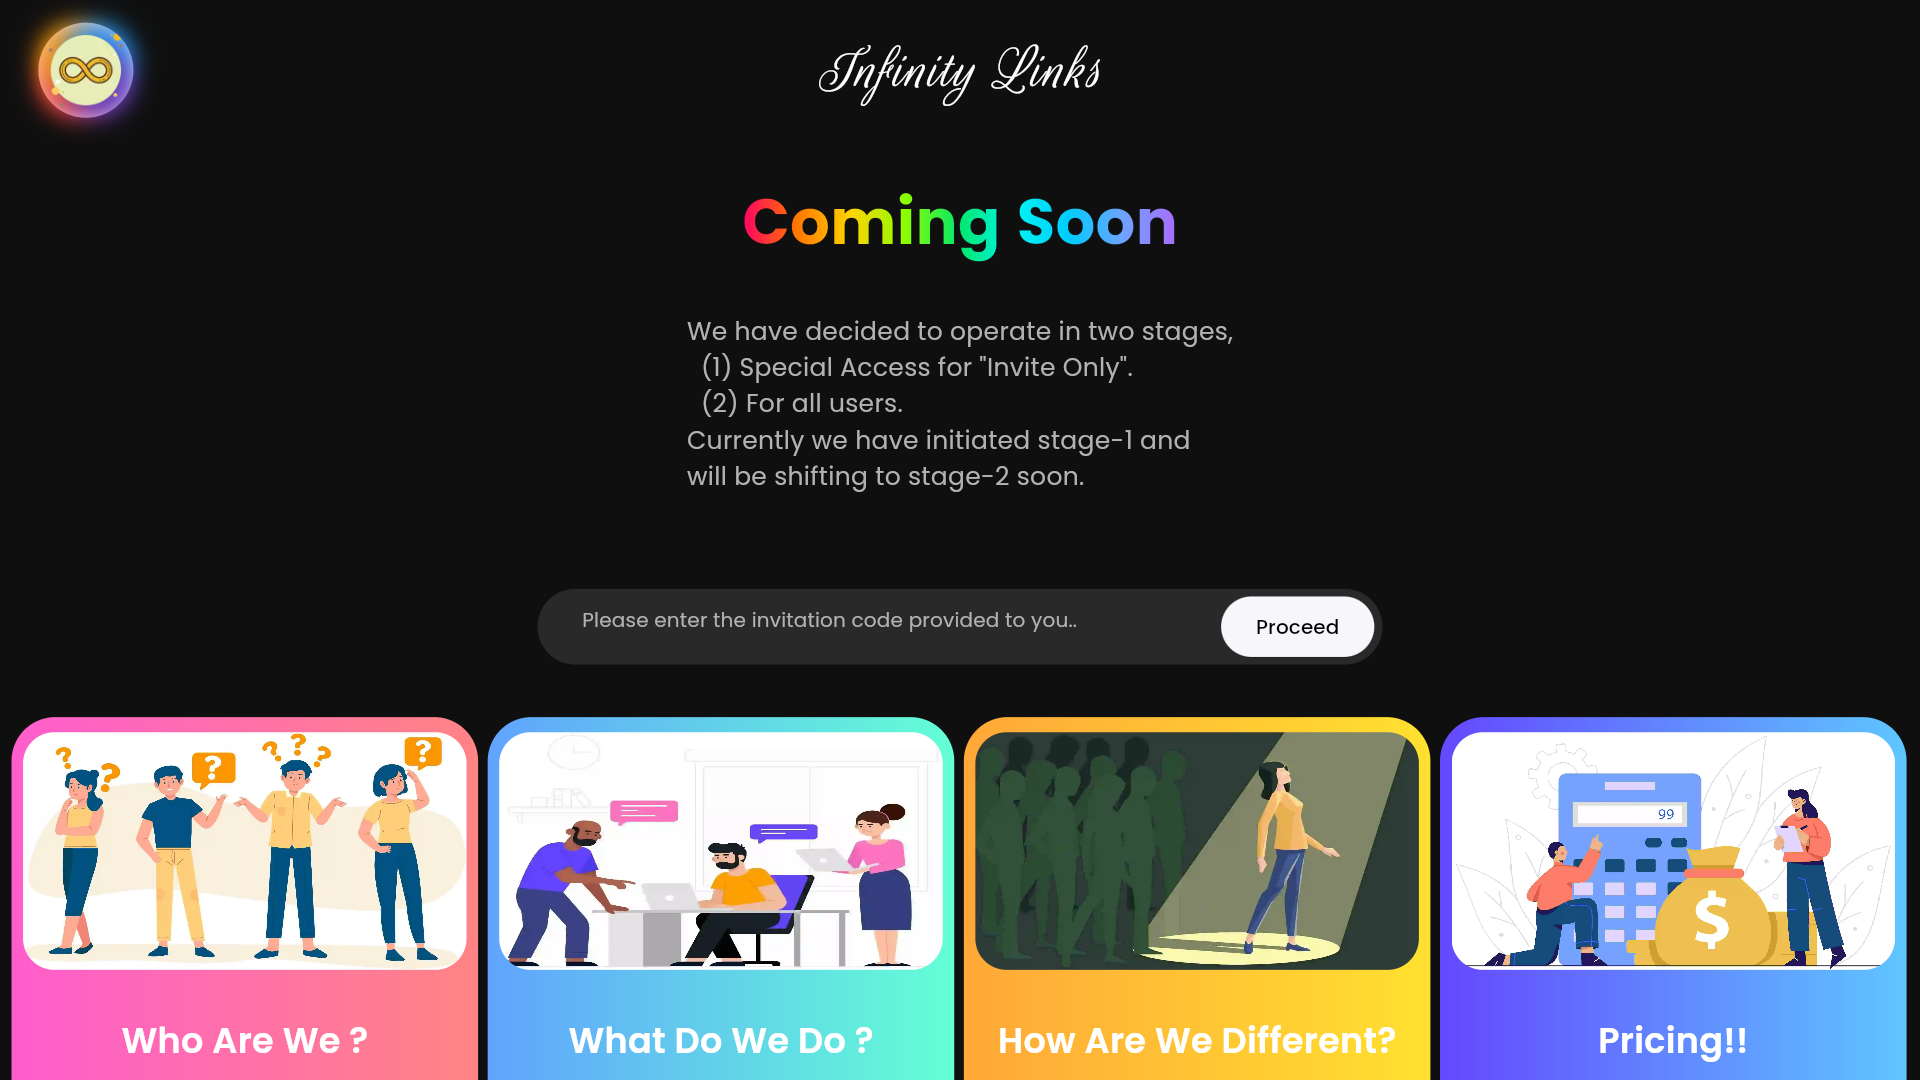 Infinity Links
Coming Soon
We have decided to operate in two stages,
(1) Special Access for "Invite Only".
(2) For all users.
Currently we have initiated stage-1 and
will be shifting to stage-2 soon.
Please enter the invitation code provided to you..
Proceed
? ? ? ? ? ? ?
99
$
Who Are We ?
What Do We Do ?
How Are We Different?
Pricing!!